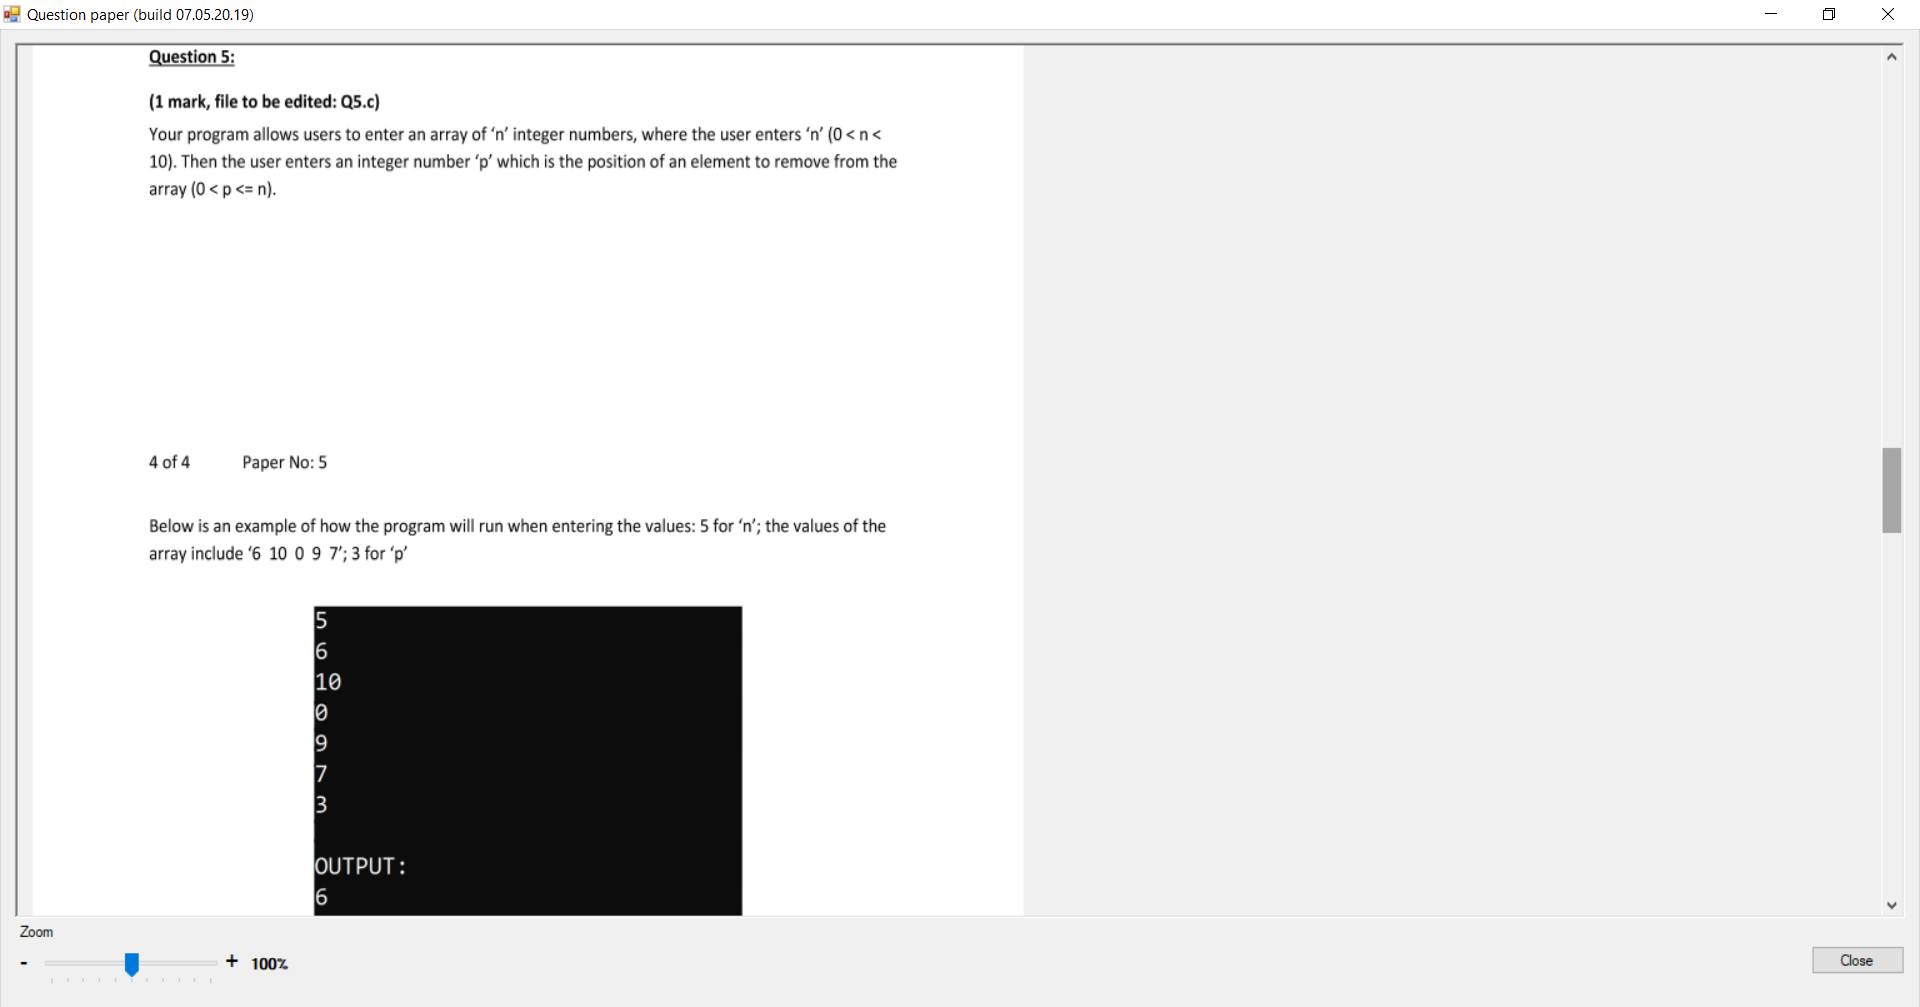 Question paper (build 07.05.20.19)
Question 5:
(1 mark, file to be edited: Q5.c)
Your program allows users to enter an array of ‘n’ integer numbers, where the user enters ‘n’ (0 < n <
10). Then the user enters an integer number ‘p’ which is the position of an element to remove from the
array (0 < p <= n).
4 of 4 Paper No: 5
Below is an example of how the program will run when entering the values: 5 for ‘n’; the values of the
array include ‘6 10 0 9 7’; 3 for ‘p’
5
6
10
0
9
7
3
OUTPUT:
6
Zoom
- + 100%
Close